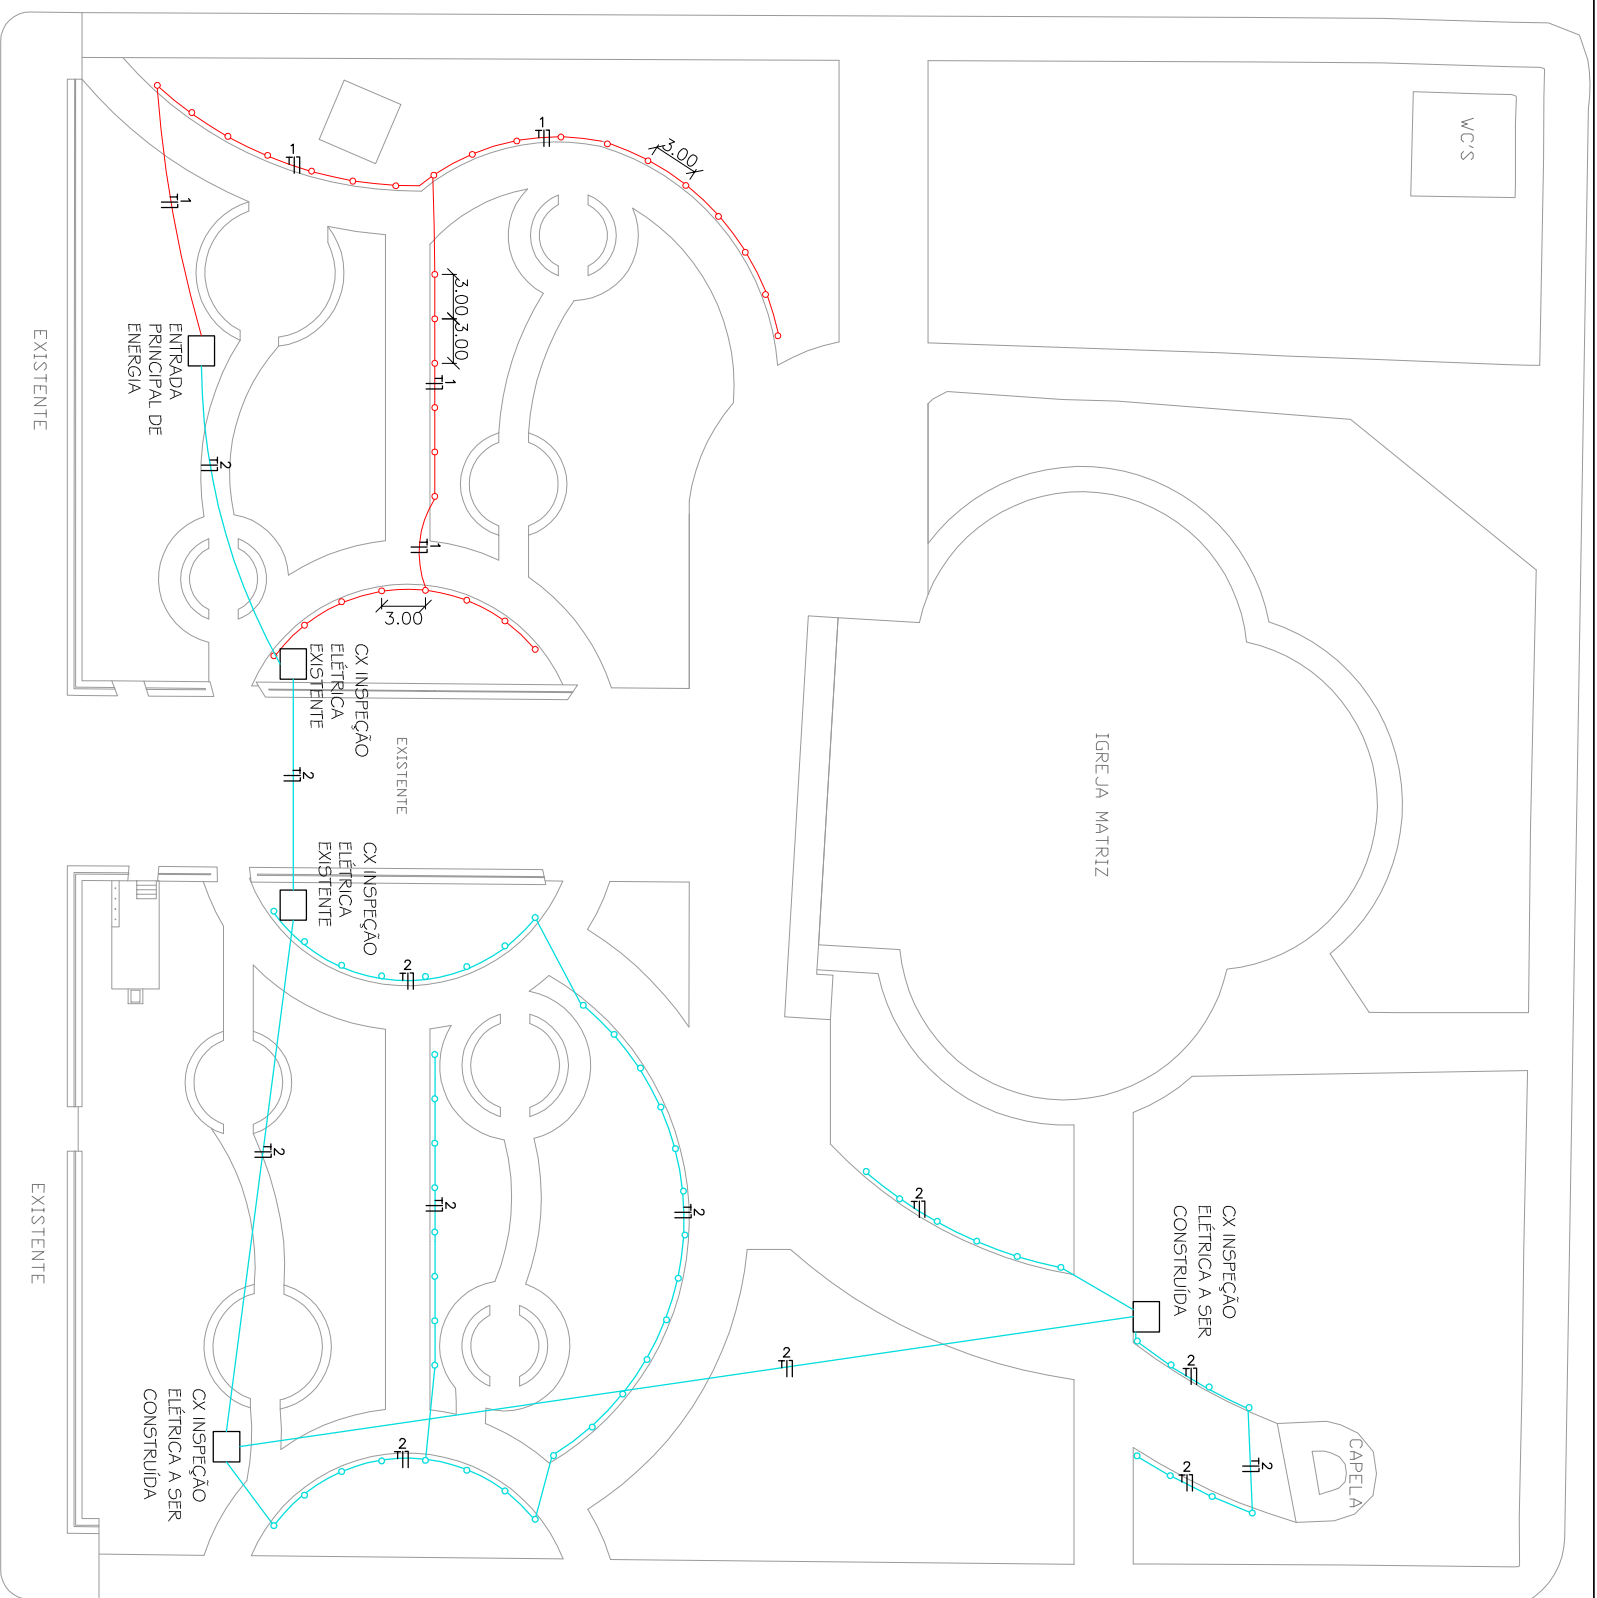 WC'S
1
1
3.00
1
3.00
3.00
1
1
3.00
ENTRADA
PRINCIPAL DE
ENERGIA
EXISTENTE
2
CX INSPEÇÃO
ELÉTRICA
EXISTENTE
2
EXISTENTE
IGREJA MATRIZ
CX INSPEÇÃO
ELÉTRICA
EXISTENTE
2
2
2
2
2
EXISTENTE
CX INSPEÇÃO
ELÉTRICA A SER
CONSTRUÍDA
2
2
CX INSPEÇÃO
ELÉTRICA A SER
CONSTRUÍDA
2
2
2
CAPELA